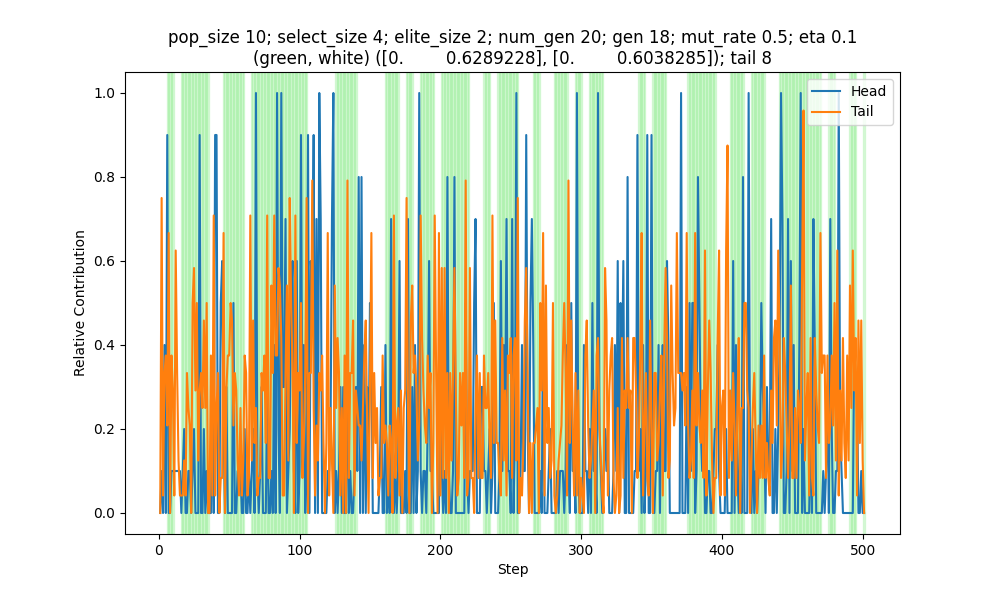 pop_size 10; select_size 4; elite_size 2; num_gen 20; gen 18; mut_rate 0.5; eta 0.1
(green, white) ([0.        0.6289228], [0.        0.6038285]); tail 8
Head
Tail
1.0
0.8
0.6
0.4
0.2
0.0
Relative Contribution
0
100
200
300
400
500
Step